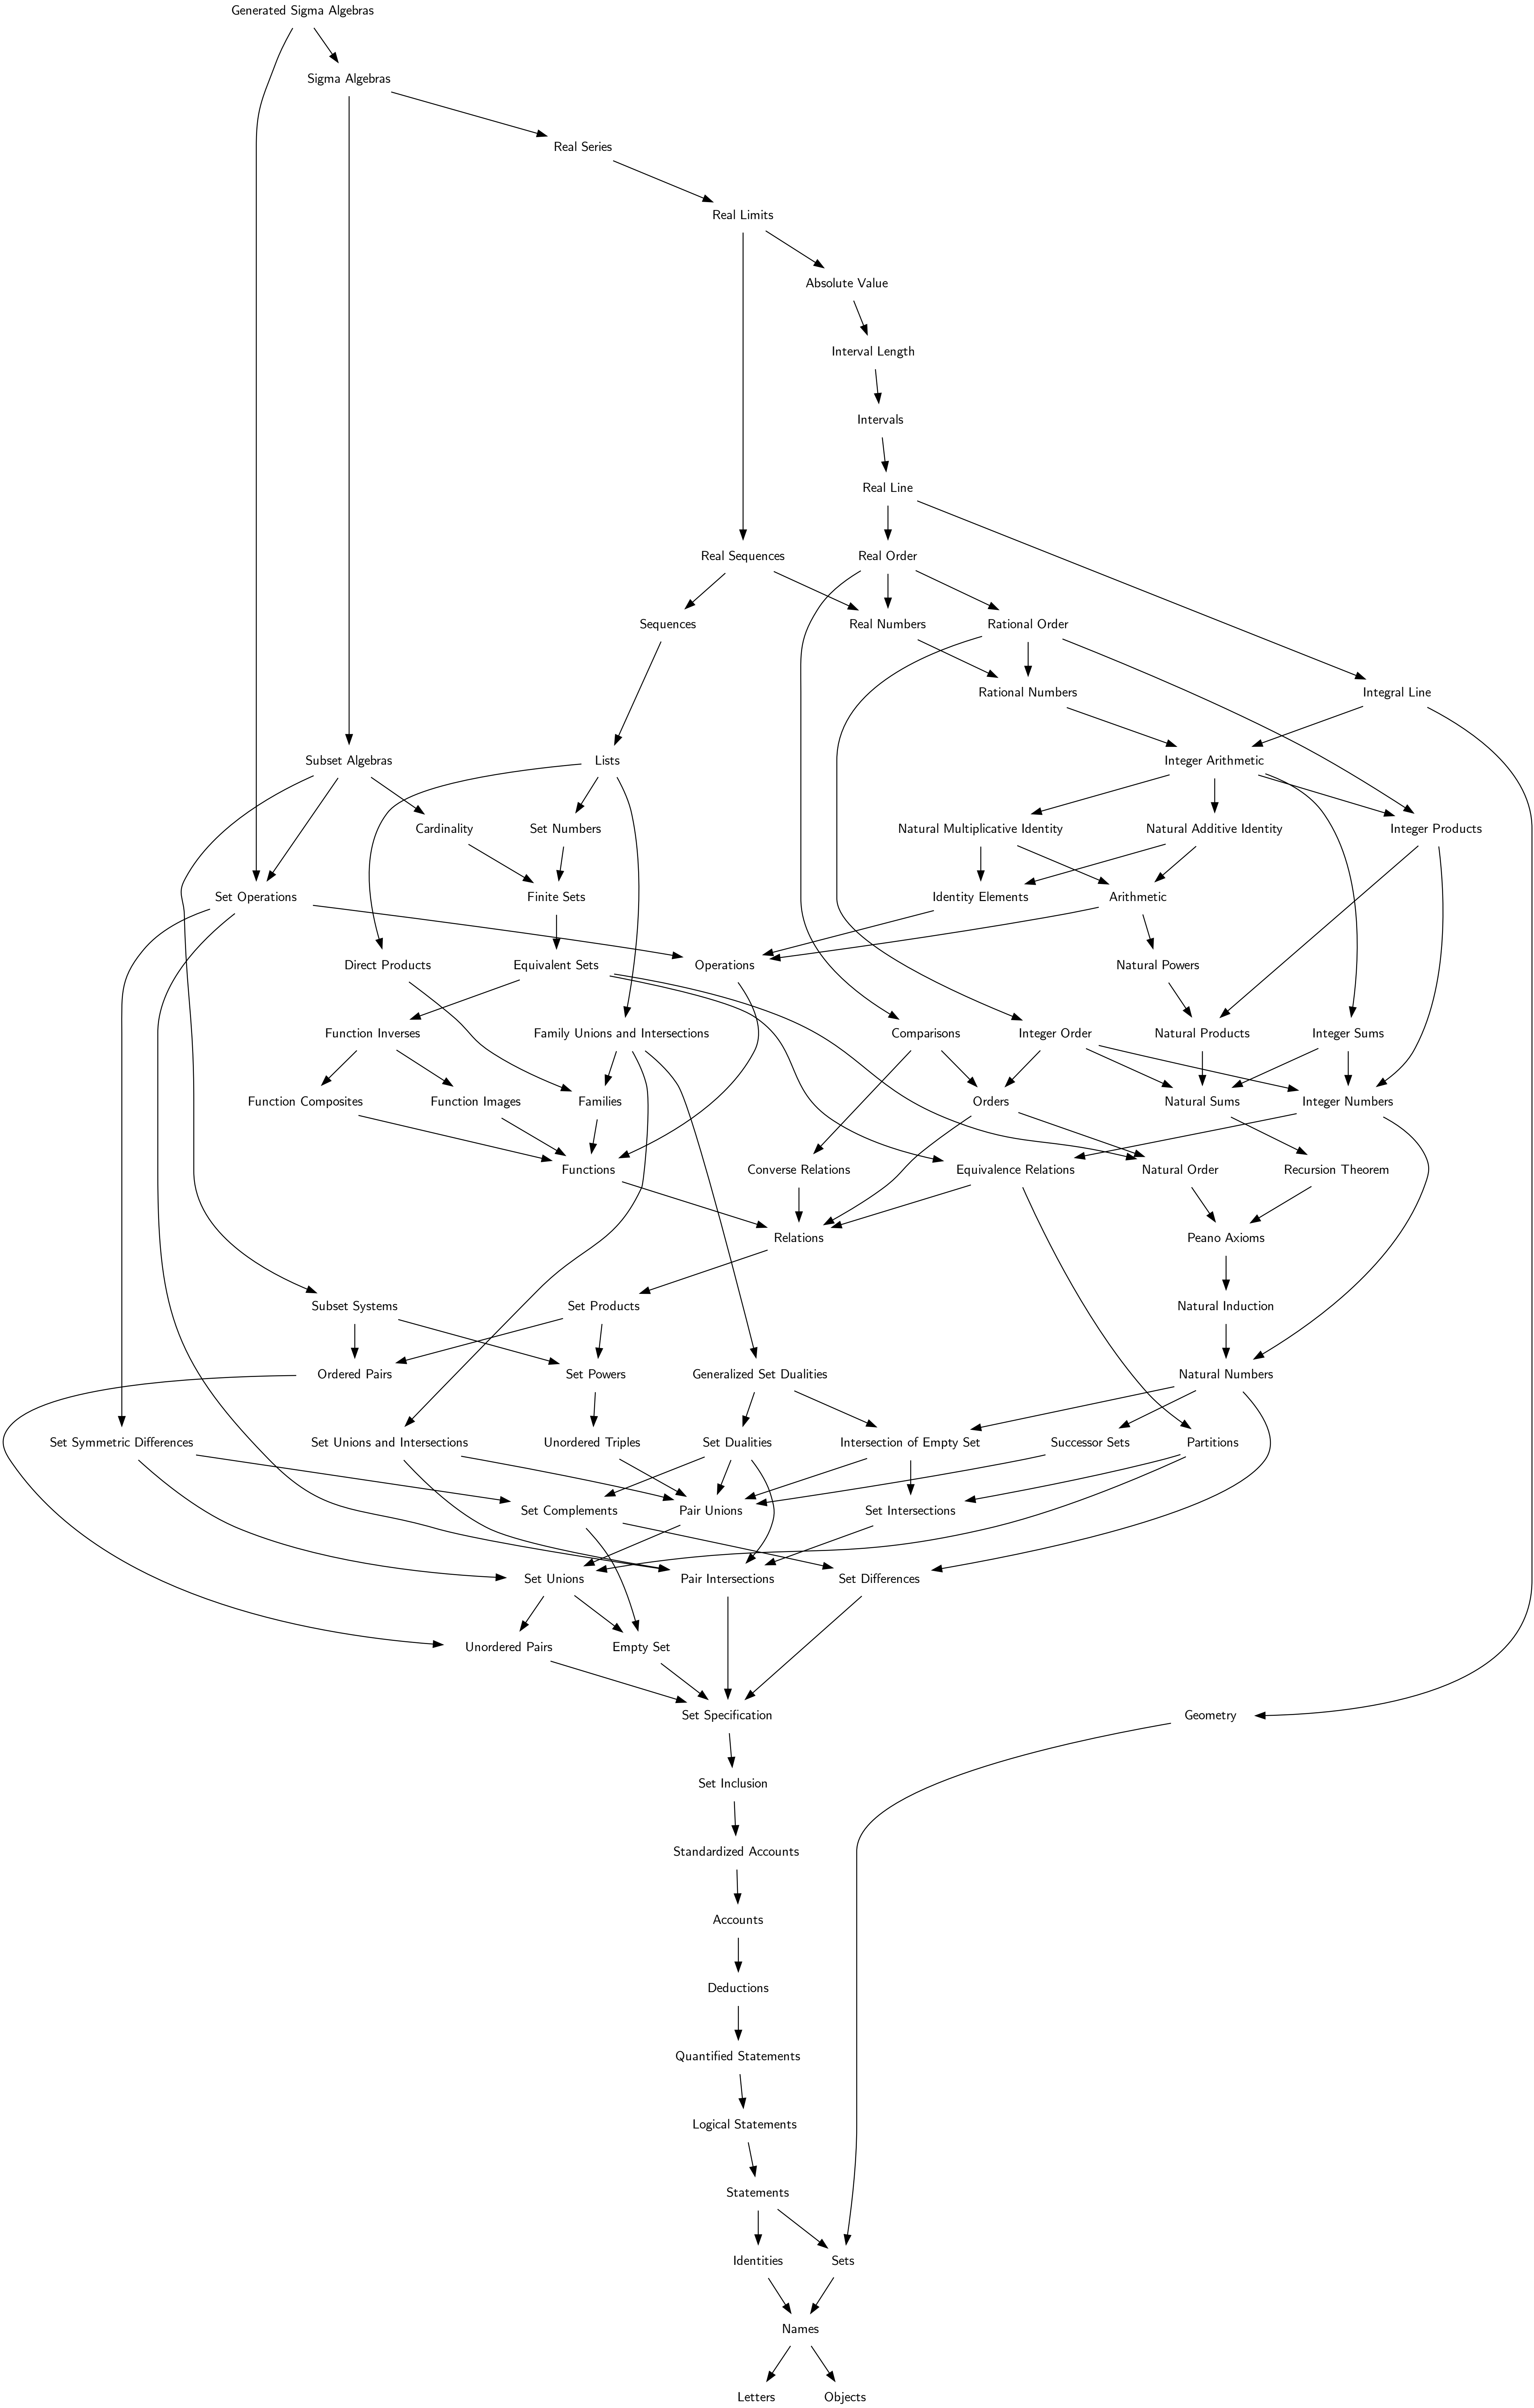 Generated Sigma Algebras
Sigma Algebras
Real Series
Real Limits
Absolute Value
Interval Length
Intervals
Real Line
Real Sequences
Real Order
Sequences
Real Numbers
Rational Order
Rational Numbers
Integral Line
Subset Algebras
Lists
Integer Arithmetic
Cardinality
Set Numbers
Natural Multiplicative Identity
Natural Additive Identity
Integer Products
Set Operations
Finite Sets
Identity Elements
Arithmetic
Direct Products
Equivalent Sets
Operations
Natural Powers
Function Inverses
Family Unions and Intersections
Comparisons
Integer Order
Natural Products
Integer Sums
Function Composites
Function Images
Families
Orders
Natural Sums
Integer Numbers
Functions
Converse Relations
Equivalence Relations
Natural Order
Recursion Theorem
Relations
Peano Axioms
Subset Systems
Set Products
Natural Induction
Ordered Pairs
Set Powers
Generalized Set Dualities
Natural Numbers
Set Symmetric Differences
Set Unions and Intersections
Unordered Triples
Set Dualities
Intersection of Empty Set
Successor Sets
Partitions
Set Complements
Pair Unions
Set Intersections
Set Unions
Pair Intersections
Set Differences
Unordered Pairs
Empty Set
Set Specification
Geometry
Set Inclusion
Standardized Accounts
Accounts
Deductions
Quantified Statements
Logical Statements
Statements
Identities
Sets
Names
Letters
Objects